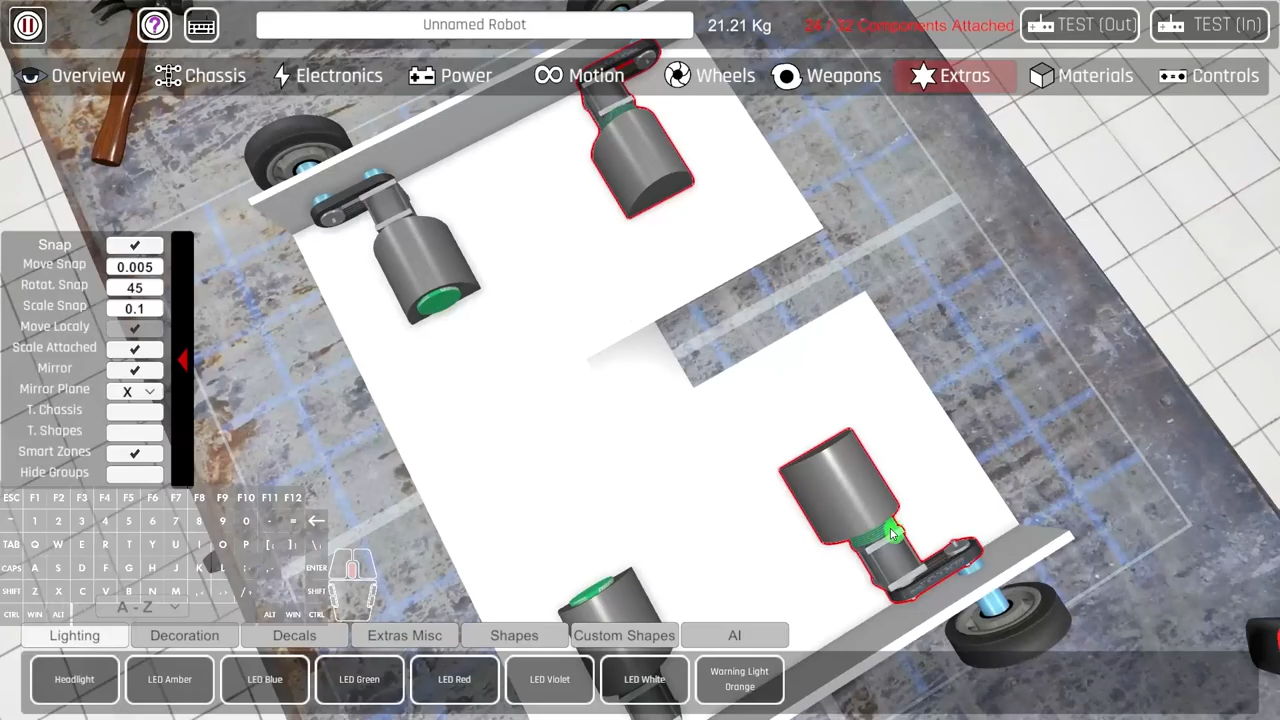 Unnamed Robot
21.21 Kg
24 / 32 Components Attached
TEST (Out)
TEST (In)
Overview
Chassis
Electronics
Power
Motion
Wheels
Weapons
Extras
Materials
Controls
Snap
Move Snap 0.005
Rotat. Snap 45
Scale Snap 0.1
Move Localy
Scale Attached
Mirror
Mirror Plane X
T. Chassis
T. Shapes
Smart Zones
Hide Groups
ESC F1 F2 F3 F4 F5 F6 F7 F8 F9 F10 F11 F12
~ 1 2 3 4 5 6 7 8 9 0 - =
TAB Q W E R T Y U I O P [ ] \
CAPS A S D F G H J K L ; ' ENTER
SHIFT Z X C V B N M , . / SHIFT
CTRL WIN ALT ALT WIN CTRL
A - Z
Lighting
Decoration
Decals
Extras Misc
Shapes
Custom Shapes
AI
Headlight
LED Amber
LED Blue
LED Green
LED Red
LED Violet
LED White
Warning Light
Orange